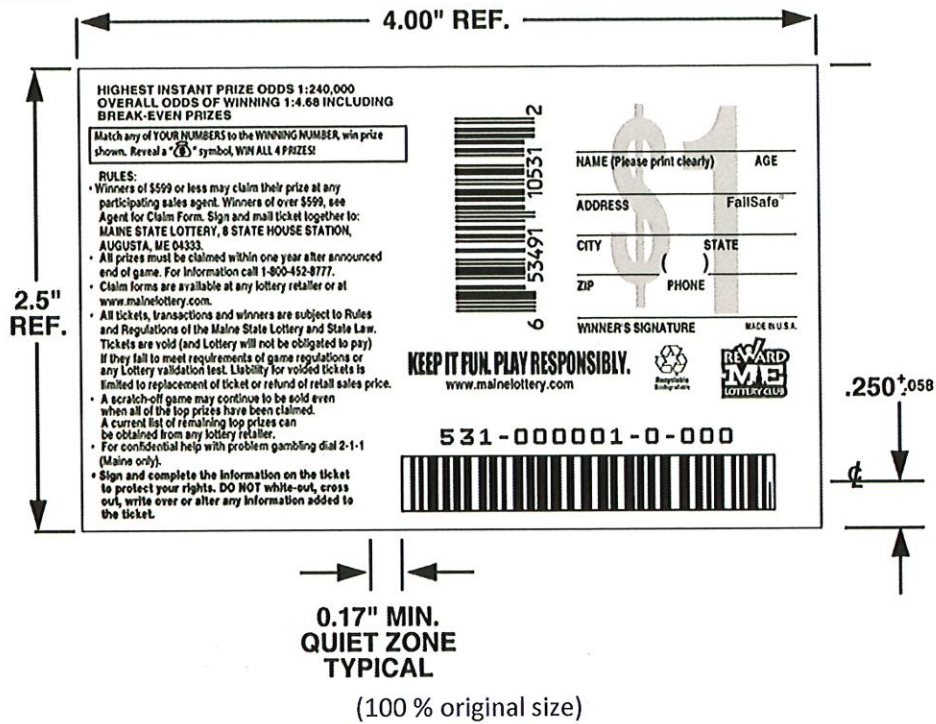 4.00" REF.
HIGHEST INSTANT PRIZE ODDS 1:240,000
OVERALL ODDS OF WINNING 1:4.68 INCLUDING
BREAK-EVEN PRIZES
Match any of YOUR NUMBERS to the WINNING NUMBER, win prize
shown. Reveal a "$" symbol, WIN ALL 4 PRIZES!
RULES:
• Winners of $599 or less may claim their prize at any
participating sales agent. Winners of over $599, see
Agent for Claim Form. Sign and mail ticket together to:
MAINE STATE LOTTERY, 8 STATE HOUSE STATION,
AUGUSTA, ME 04333.
• All prizes must be claimed within one year after announced
end of game. For information call 1-800-452-8777.
• Claim forms are available at any lottery retailer or at
www.mainelottery.com.
• All tickets, transactions and winners are subject to Rules
and Regulations of the Maine State Lottery and State Law.
Tickets are void (and Lottery will not be obligated to pay)
if they fail to meet requirements of game regulations or
any Lottery validation test. Liability for voided tickets is
limited to replacement of ticket or refund of retail sales price.
• A scratch-off game may continue to be sold even
when all of the top prizes have been claimed.
A current list of remaining top prizes can
be obtained from any lottery retailer.
• For confidential help with problem gambling dial 2-1-1
(Maine only).
• Sign and complete the information on the ticket
to protect your rights. DO NOT white-out, cross
out, write over or alter any information added to
the ticket.
6 53491 10531 2
$1
NAME (Please print clearly) AGE
ADDRESS FailSafe®
CITY STATE
( )
ZIP PHONE
WINNER'S SIGNATURE MADE IN U.S.A.
KEEP IT FUN. PLAY RESPONSIBLY.
www.mainelottery.com
Recyclable
Biodegradable
REWARD
ME
LOTTERY CLUB
531-000001-0-000
2.5"
REF.
.250 +.058
℄
0.17" MIN.
QUIET ZONE
TYPICAL
(100 % original size)